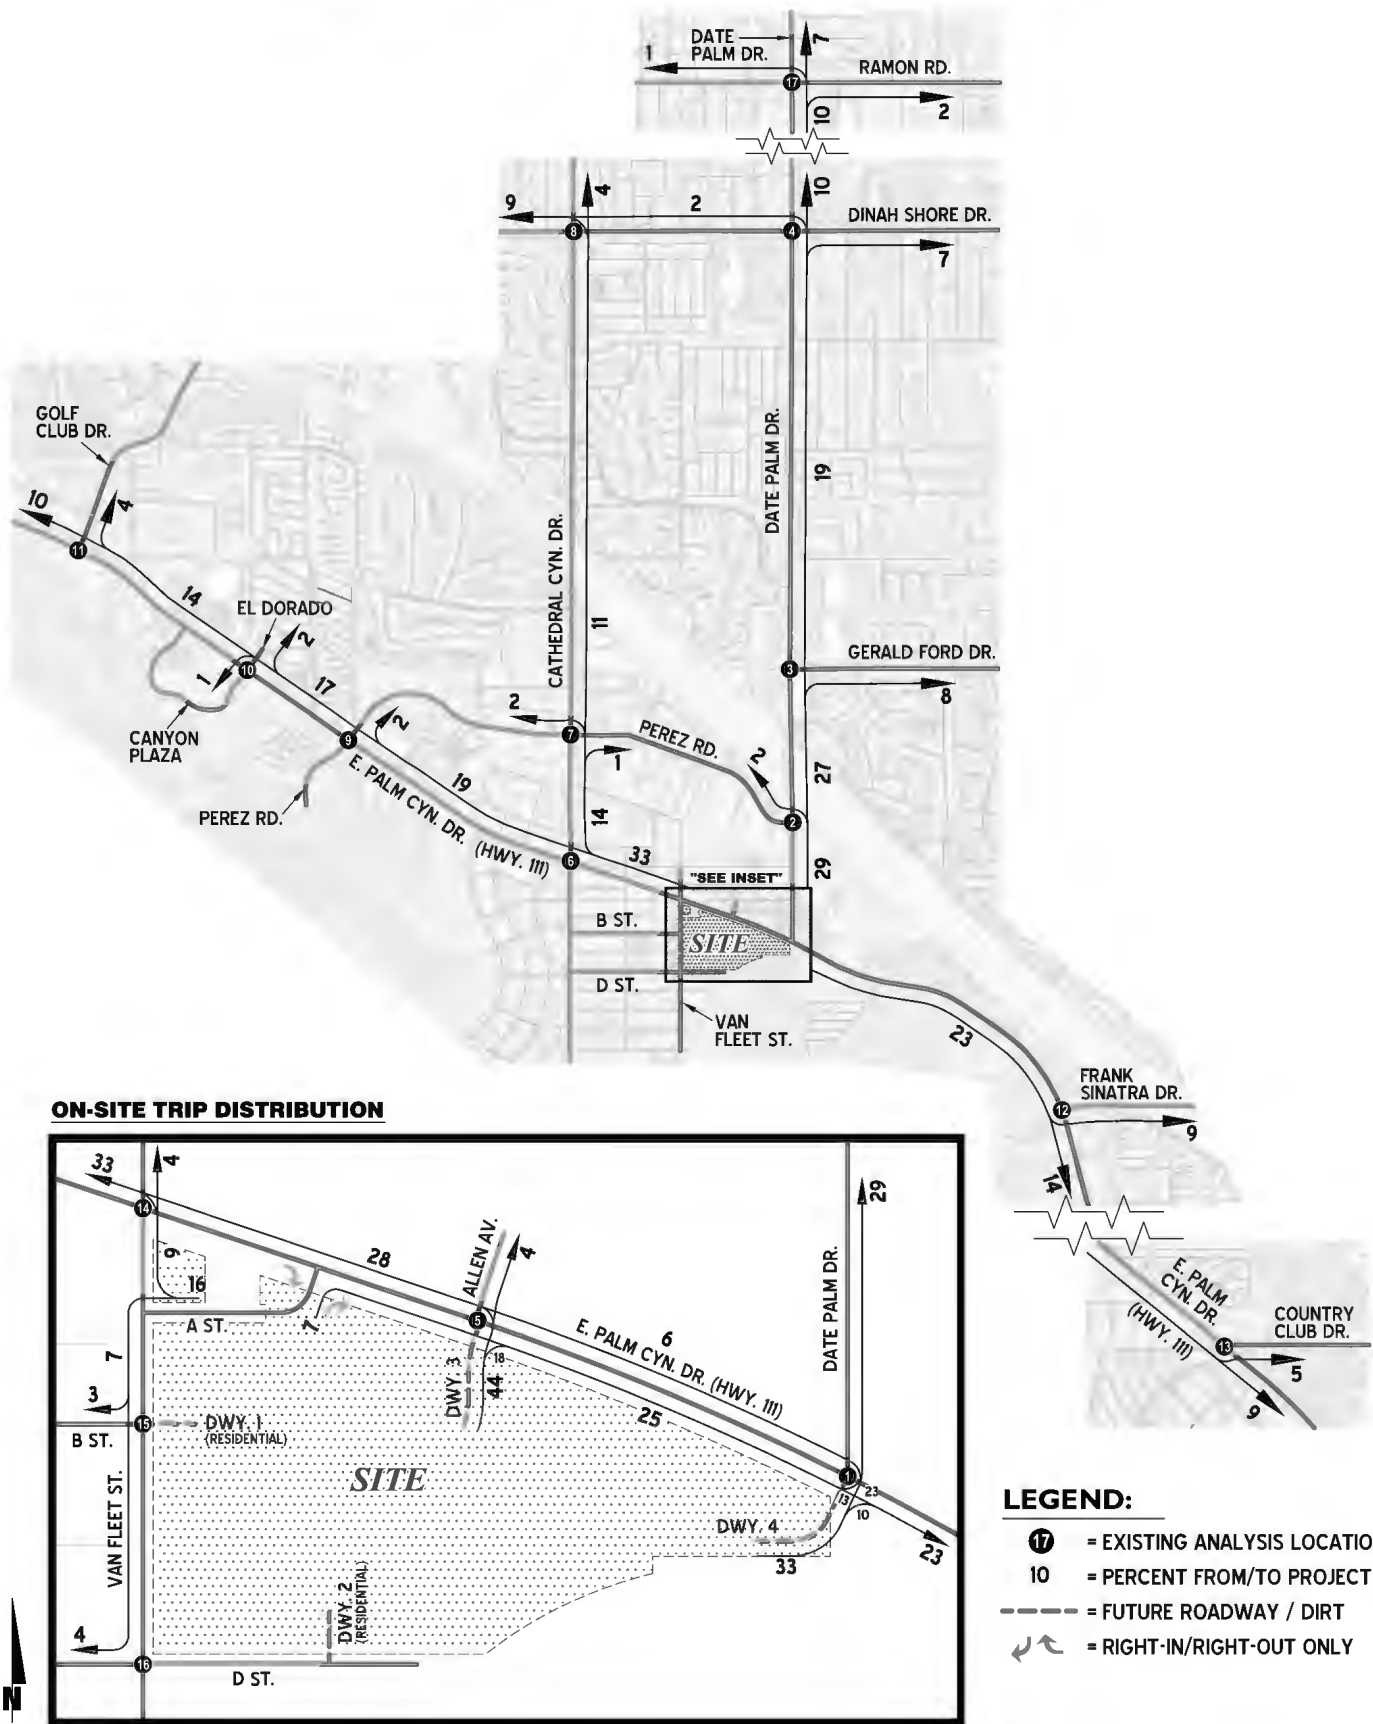 DATE
PALM DR.
7
1
17
RAMON RD.
10
2
4
10
9
2
DINAH SHORE DR.
8
4
7
GOLF
CLUB DR.
10
4
11
CATHEDRAL CYN. DR.
DATE PALM DR.
19
14
EL DORADO
2
11
10
1
17
3
GERALD FORD DR.
8
CANYON
PLAZA
2
9
2
7
PEREZ RD.
1
2
27
19
PEREZ RD.
E. PALM CYN. DR. (HWY. 111)
14
2
6
33
29
"SEE INSET"
B ST.
SITE
D ST.
VAN
FLEET ST.
23
FRANK
SINATRA DR.
12
9
14
E. PALM
CYN. DR.
(HWY. 111)
COUNTRY
CLUB DR.
13
5
9
ON-SITE TRIP DISTRIBUTION
33
4
29
14
9
28
ALLEN AV.
4
16
A ST.
7
5
6
E. PALM CYN. DR. (HWY. 111)
DATE PALM DR.
7
18
DWY. 3
44
25
3
B ST.
15
DWY. 1
(RESIDENTIAL)
SITE
1
23
13
10
23
VAN FLEET ST.
DWY. 4
33
DWY. 2
(RESIDENTIAL)
4
16
D ST.
N
LEGEND:
17 = EXISTING ANALYSIS LOCATIO
10 = PERCENT FROM/TO PROJECT
= FUTURE ROADWAY / DIRT
= RIGHT-IN/RIGHT-OUT ONLY